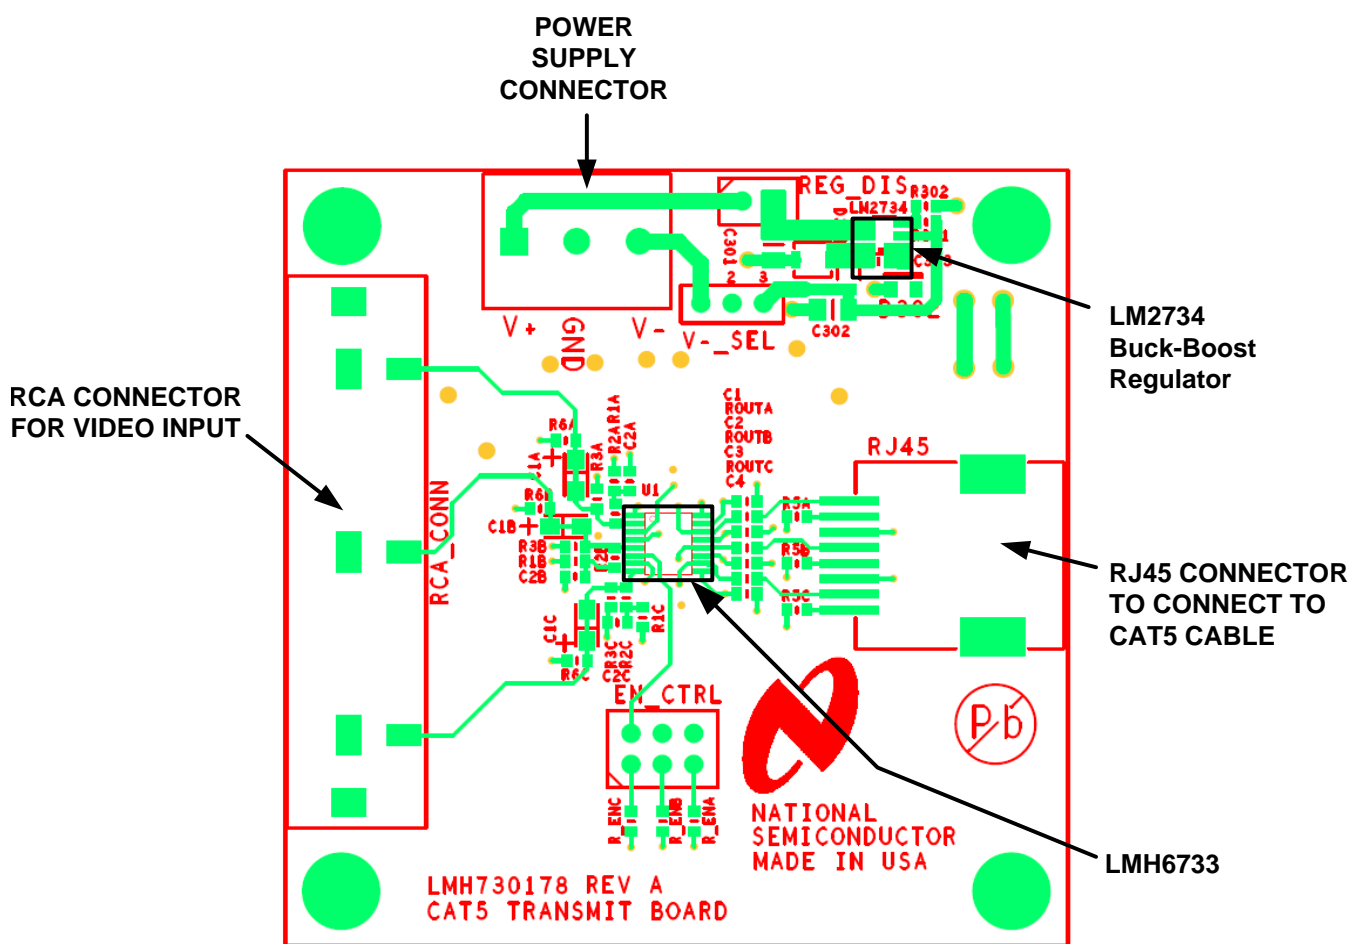 POWER
SUPPLY
CONNECTOR
REG_DIS
R302
LM2734
C301
2 3
C302
V+
GND
V-
V-_SEL
LM2734
Buck-Boost
Regulator
RCA CONNECTOR
FOR VIDEO INPUT
RCA_CONN
R6A
R3A
R2A
R1A
C2A
C1
ROUTA
C2
ROUTB
C3
ROUTC
C4
RJ45
U1
C1B
R3B
R1B
C2B
R5A
R5b
R5C
RJ45 CONNECTOR
TO CONNECT TO
CAT5 CABLE
C1C
R6C
R3C
C2C
R2C
R1C
EN_CTRL
R_ENC
R_ENB
R_ENA
Pb
NATIONAL
SEMICONDUCTOR
MADE IN USA
LMH6733
LMH730178 REV A
CAT5 TRANSMIT BOARD